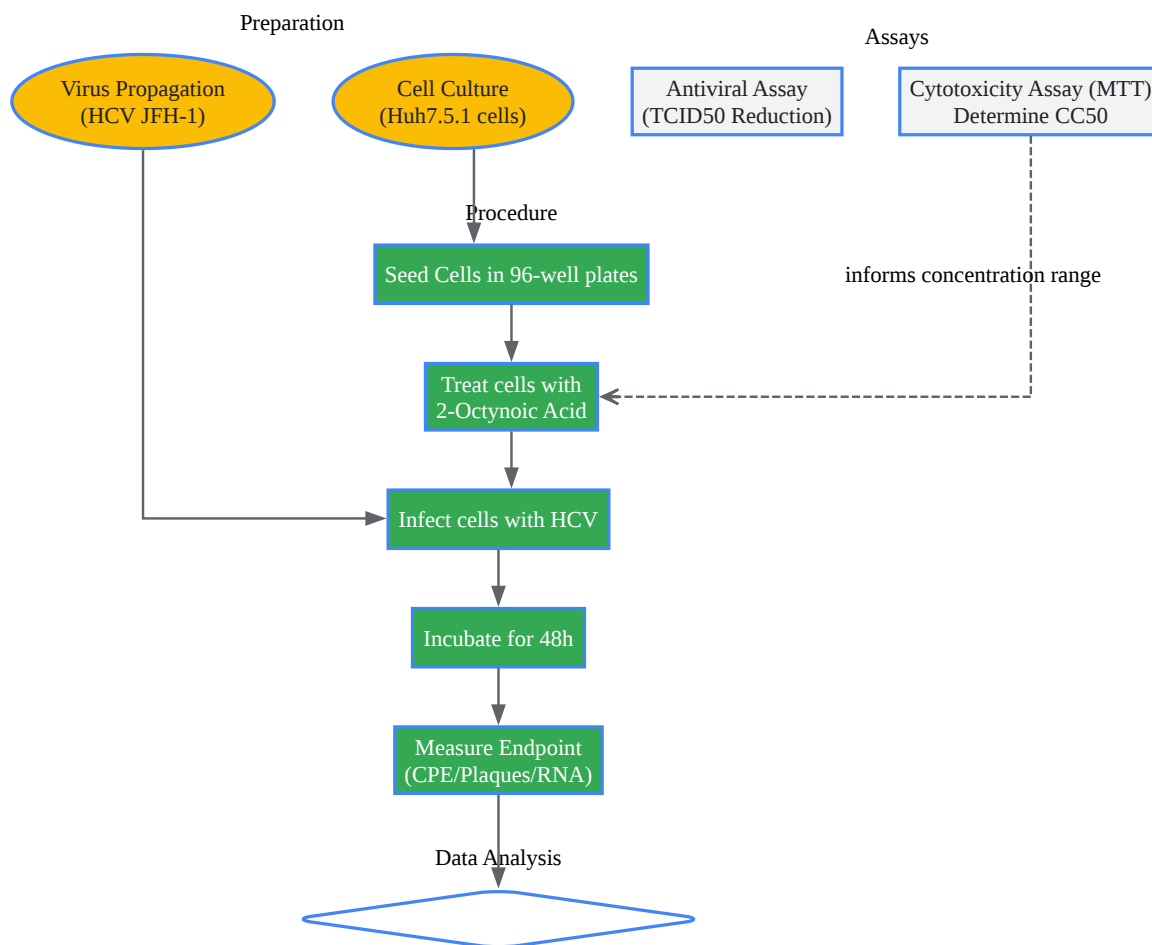 Preparation
Assays
Virus Propagation
(HCV JFH-1)
Cell Culture
(Huh7.5.1 cells)
Antiviral Assay
(TCID50 Reduction)
Cytotoxicity Assay (MTT)
Determine CC50
Procedure
Seed Cells in 96-well plates
informs concentration range
Treat cells with
2-Octynoic Acid
Infect cells with HCV
Incubate for 48h
Measure Endpoint
(CPE/Plaques/RNA)
Data Analysis